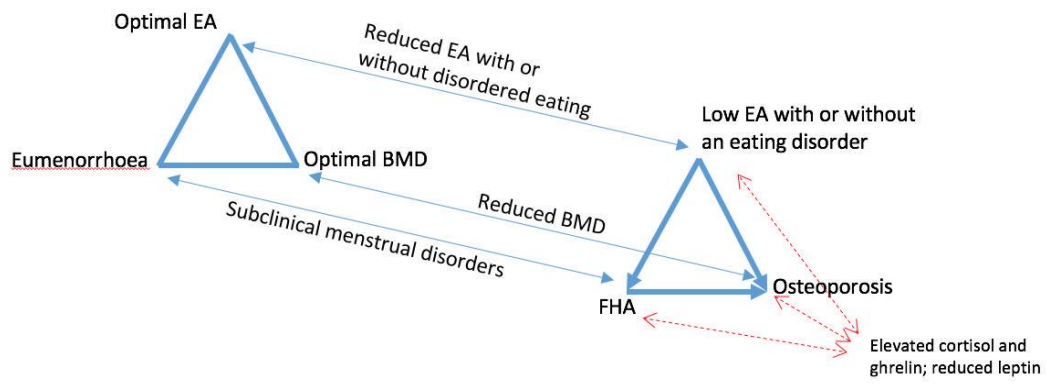 Optimal EA
Reduced EA with or
without disordered eating
Low EA with or without
an eating disorder
Eumenorrhoea
Optimal BMD
Reduced BMD
Subclinical menstrual disorders
Osteoporosis
FHA
Elevated cortisol and
ghrelin; reduced leptin